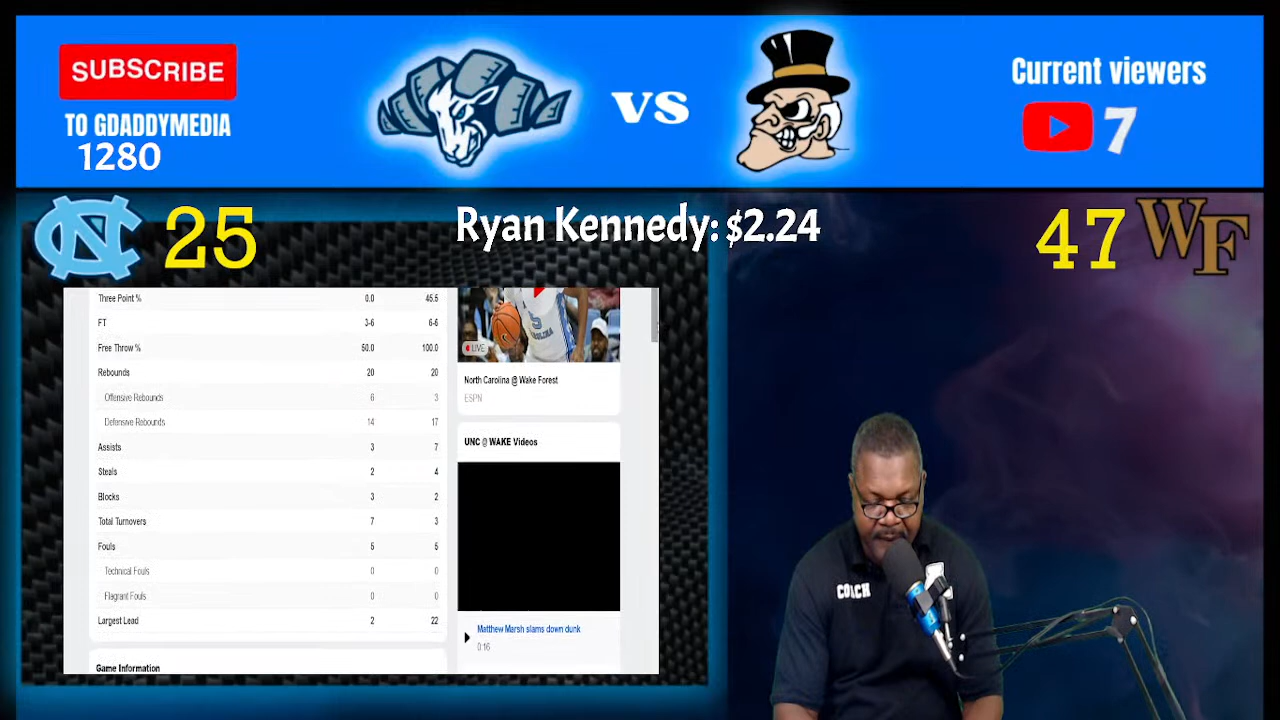 SUBSCRIBE
TO GDADDYMEDIA
1280
VS
Current viewers
7
NC
25
Ryan Kennedy: $2.24
47
WF
Three Point % 0.0 45.5
FT 3-6 6-6
Free Throw % 50.0 100.0
Rebounds 20 20
Offensive Rebounds 6 3
Defensive Rebounds 14 17
Assists 3 7
Steals 2 4
Blocks 3 2
Total Turnovers 7 3
Fouls 5 5
Technical Fouls 0 0
Flagrant Fouls 0 0
Largest Lead 2 22
Game Information
5
CAROLINA
LIVE
North Carolina @ Wake Forest
ESPN
UNC @ WAKE Videos
Matthew Marsh slams down dunk
0:16
COACH